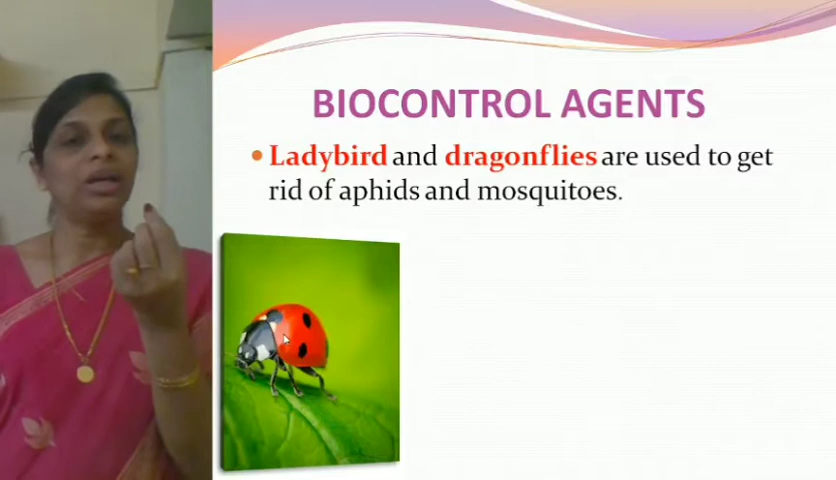 BIOCONTROL AGENTS
• Ladybird and dragonflies are used to get
rid of aphids and mosquitoes.